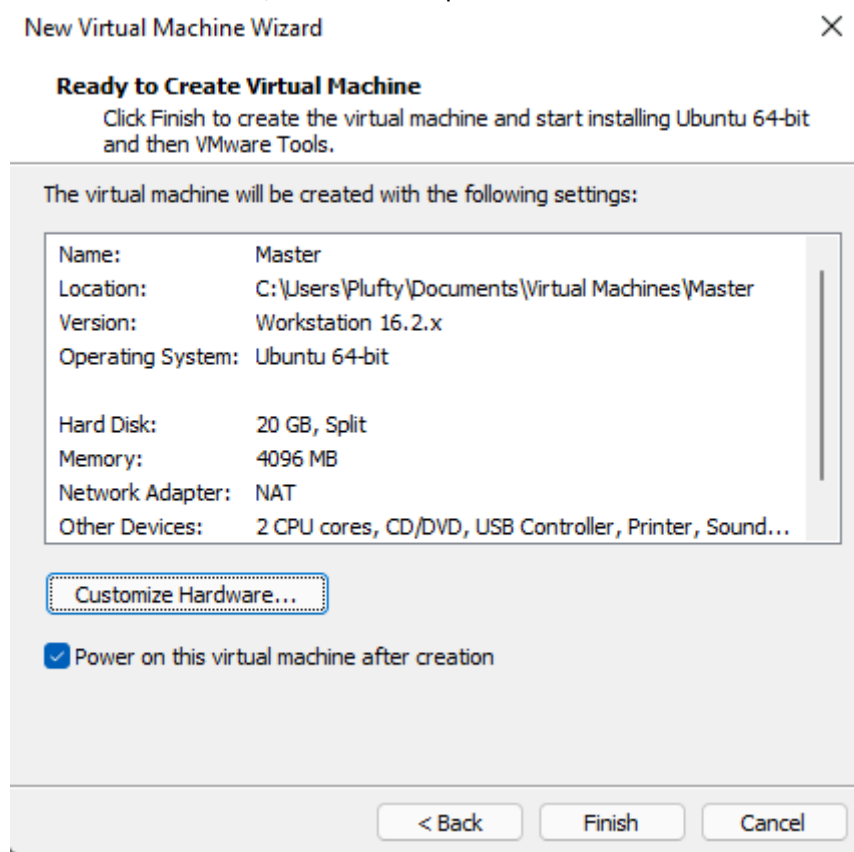 New Virtual Machine Wizard
Ready to Create Virtual Machine
Click Finish to create the virtual machine and start installing Ubuntu 64-bit
and then VMware Tools.
The virtual machine will be created with the following settings:
Name: Master
Location: C:\Users\Plufty\Documents\Virtual Machines\Master
Version: Workstation 16.2.x
Operating System: Ubuntu 64-bit
Hard Disk: 20 GB, Split
Memory: 4096 MB
Network Adapter: NAT
Other Devices: 2 CPU cores, CD/DVD, USB Controller, Printer, Sound...
Customize Hardware...
Power on this virtual machine after creation
< Back Finish Cancel